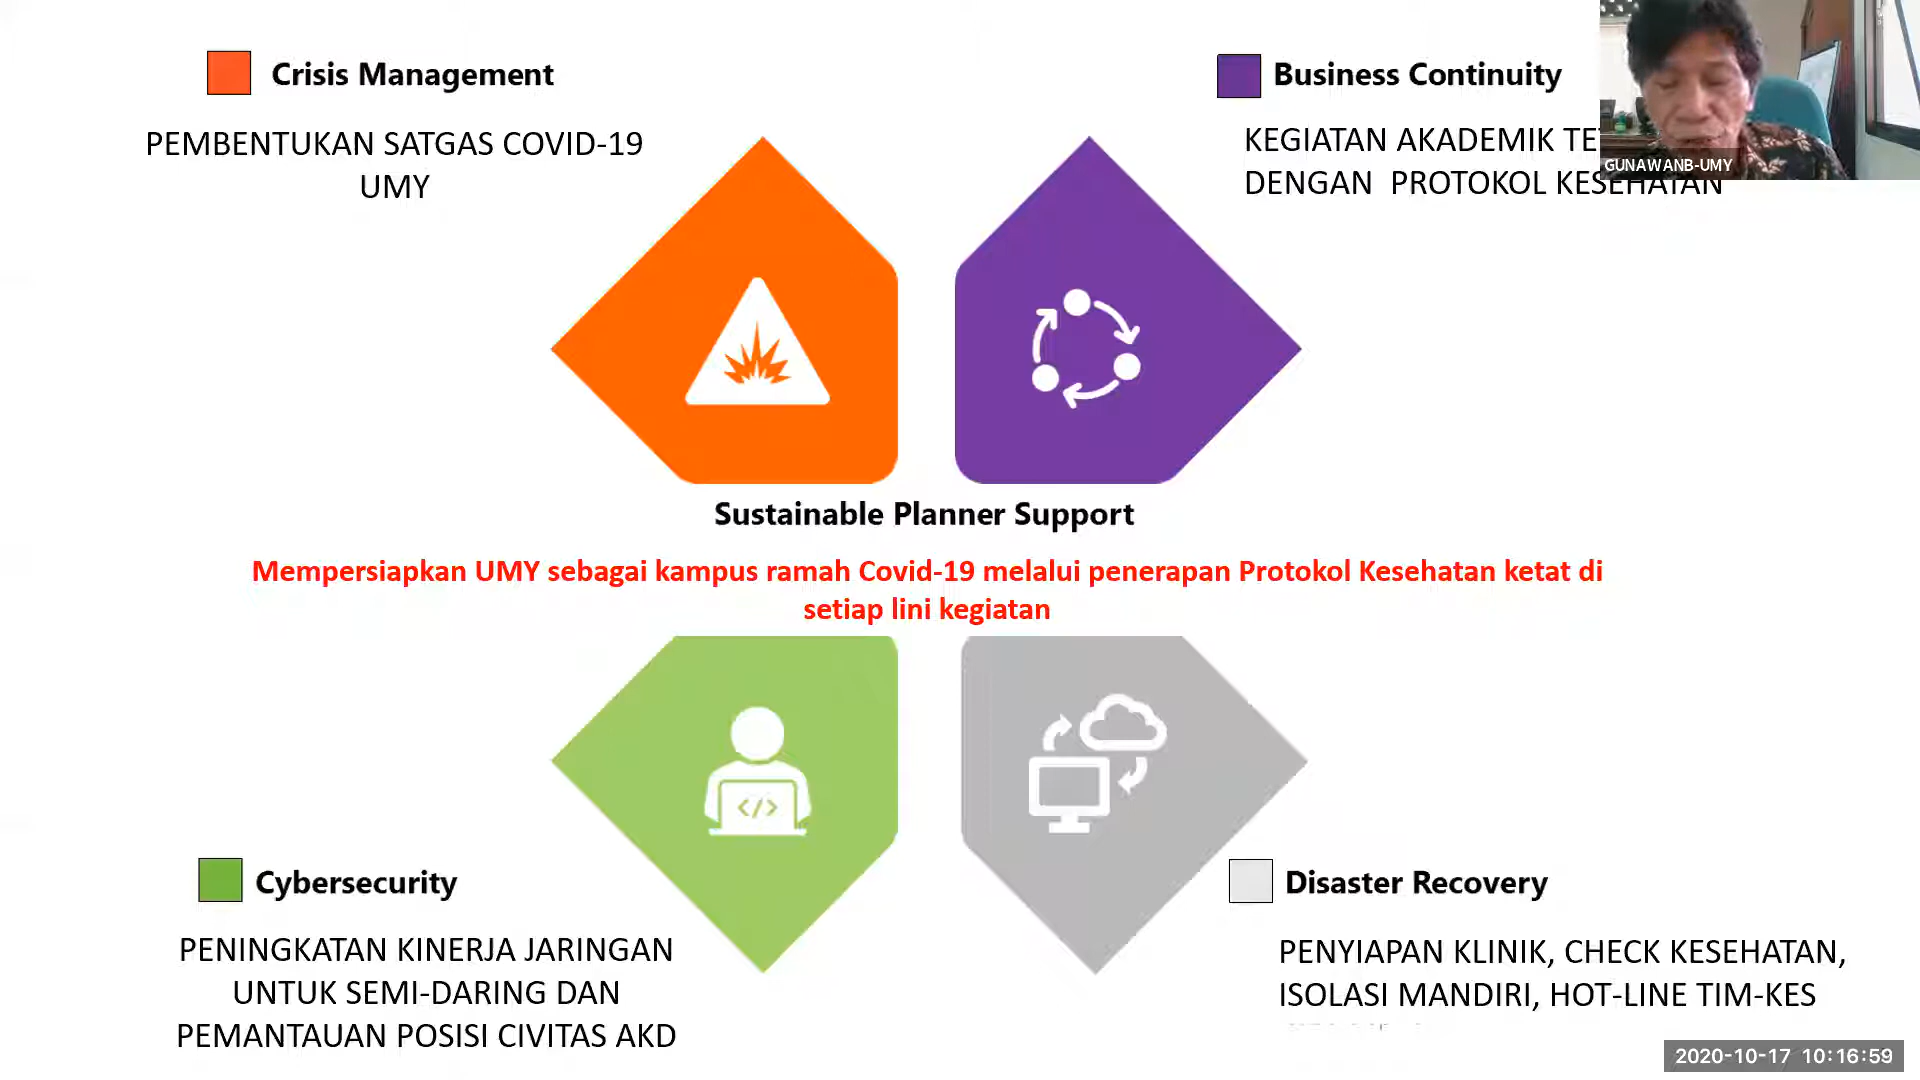 Crisis Management
PEMBENTUKAN SATGAS COVID-19
UMY
Business Continuity
KEGIATAN AKADEMIK
DENGAN PROTOKOL KESEHATAN
GUNAWANB-UMY
Sustainable Planner Support
Mempersiapkan UMY sebagai kampus ramah Covid-19 melalui penerapan Protokol Kesehatan ketat di
setiap lini kegiatan
</>
Cybersecurity
PENINGKATAN KINERJA JARINGAN
UNTUK SEMI-DARING DAN
PEMANTAUAN POSISI CIVITAS AKD
Disaster Recovery
PENYIAPAN KLINIK, CHECK KESEHATAN,
ISOLASI MANDIRI, HOT-LINE TIM-KES
2020-10-17 10:16:59